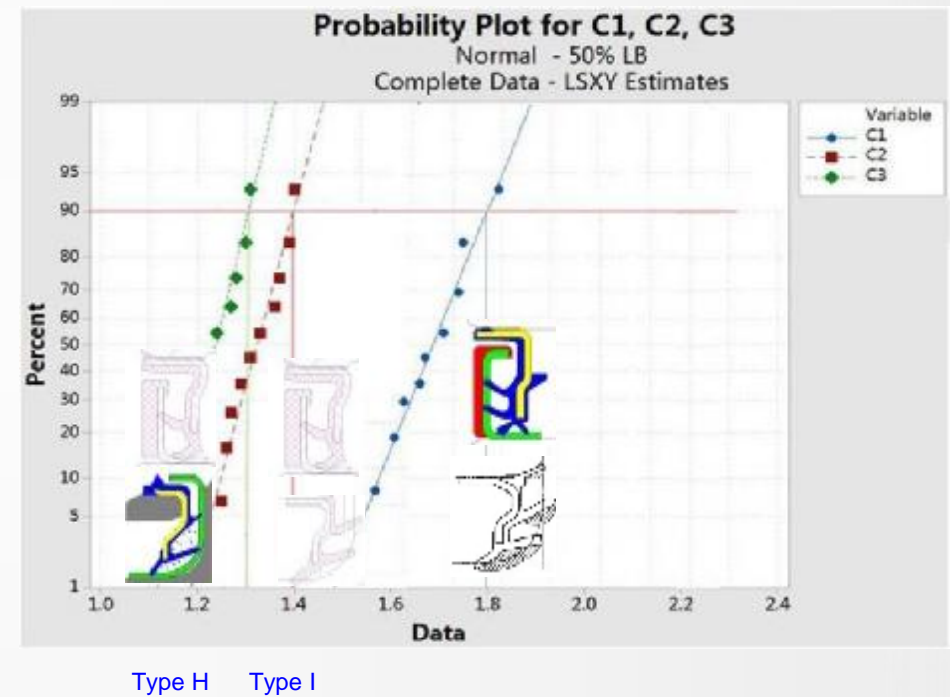 Probability Plot for C1, C2, C3
Normal - 50% LB
Complete Data - LSXY Estimates
Variable
C1
C2
C3
Percent
99
95
90
80
70
60
50
40
30
20
10
5
1
1.0 1.2 1.4 1.6 1.8 2.0 2.2 2.4
Data
Type H Type I